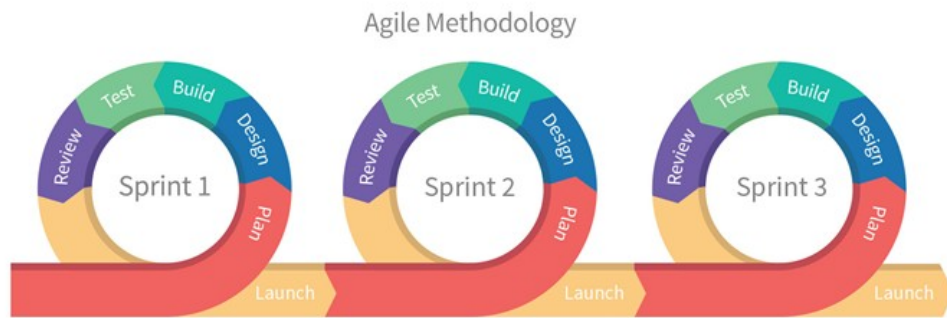 Agile Methodology
Plan
Design
Build
Test
Review
Sprint 1
Launch
Plan
Design
Build
Test
Review
Sprint 2
Launch
Plan
Design
Build
Test
Review
Sprint 3
Launch